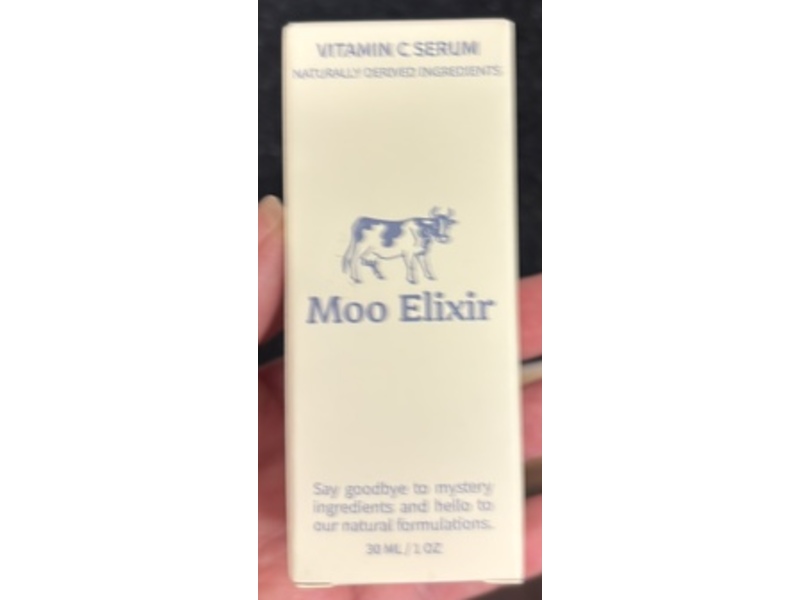 VITAMIN C SERUM
NATURALLY DERIVED INGREDIENTS
Moo Elixir
Say goodbye to mystery
ingredients and hello to
our natural formulations.
30 ML / 1 OZ